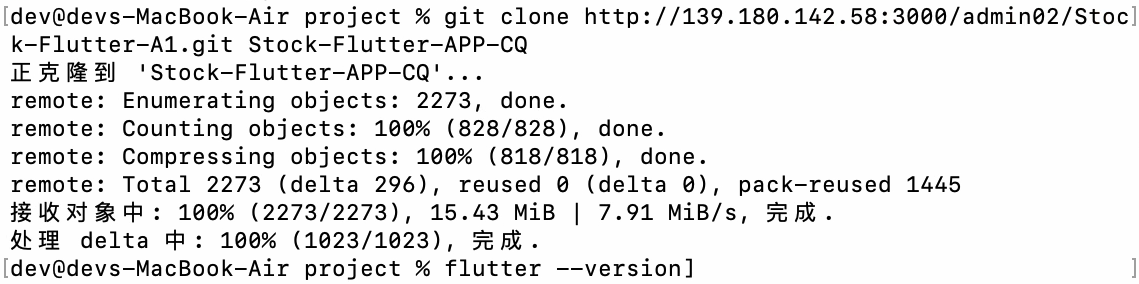 [dev@devs-MacBook-Air project % git clone http://139.180.142.58:3000/admin02/Stoc]
k-Flutter-A1.git Stock-Flutter-APP-CQ
正克隆到 'Stock-Flutter-APP-CQ'...
remote: Enumerating objects: 2273, done.
remote: Counting objects: 100% (828/828), done.
remote: Compressing objects: 100% (818/818), done.
remote: Total 2273 (delta 296), reused 0 (delta 0), pack-reused 1445
接收对象中: 100% (2273/2273), 15.43 MiB | 7.91 MiB/s, 完成.
处理 delta 中: 100% (1023/1023), 完成.
[dev@devs-MacBook-Air project % flutter --version] ]